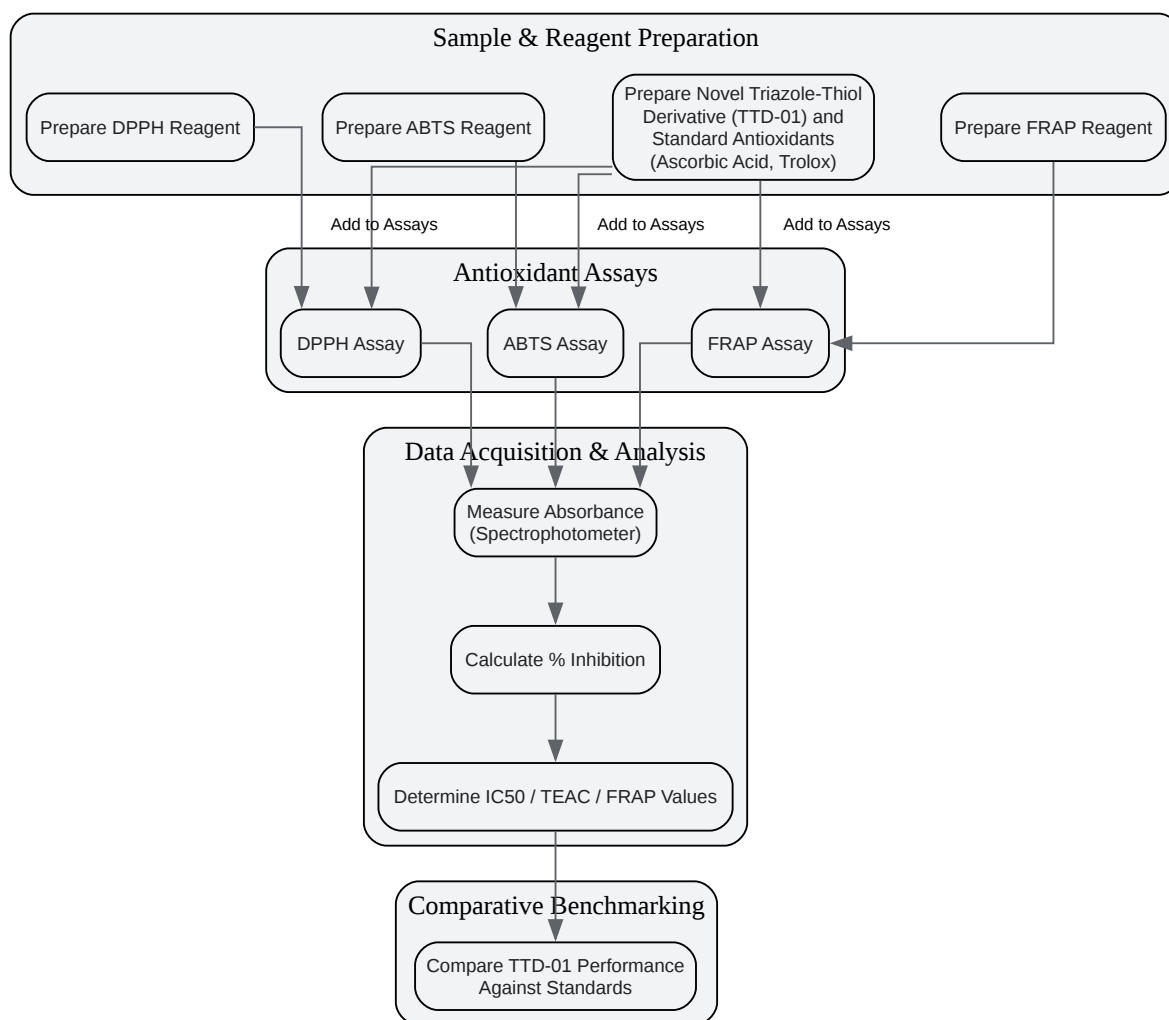 Sample & Reagent Preparation
Prepare DPPH Reagent
Prepare ABTS Reagent
Prepare Novel Triazole-Thiol
Derivative (TTD-01) and
Standard Antioxidants
(Ascorbic Acid, Trolox)
Prepare FRAP Reagent
Add to Assays
Add to Assays
Add to Assays
Antioxidant Assays
DPPH Assay
ABTS Assay
FRAP Assay
Data Acquisition & Analysis
Measure Absorbance
(Spectrophotometer)
Calculate % Inhibition
Determine IC50 / TEAC / FRAP Values
Comparative Benchmarking
Compare TTD-01 Performance
Against Standards